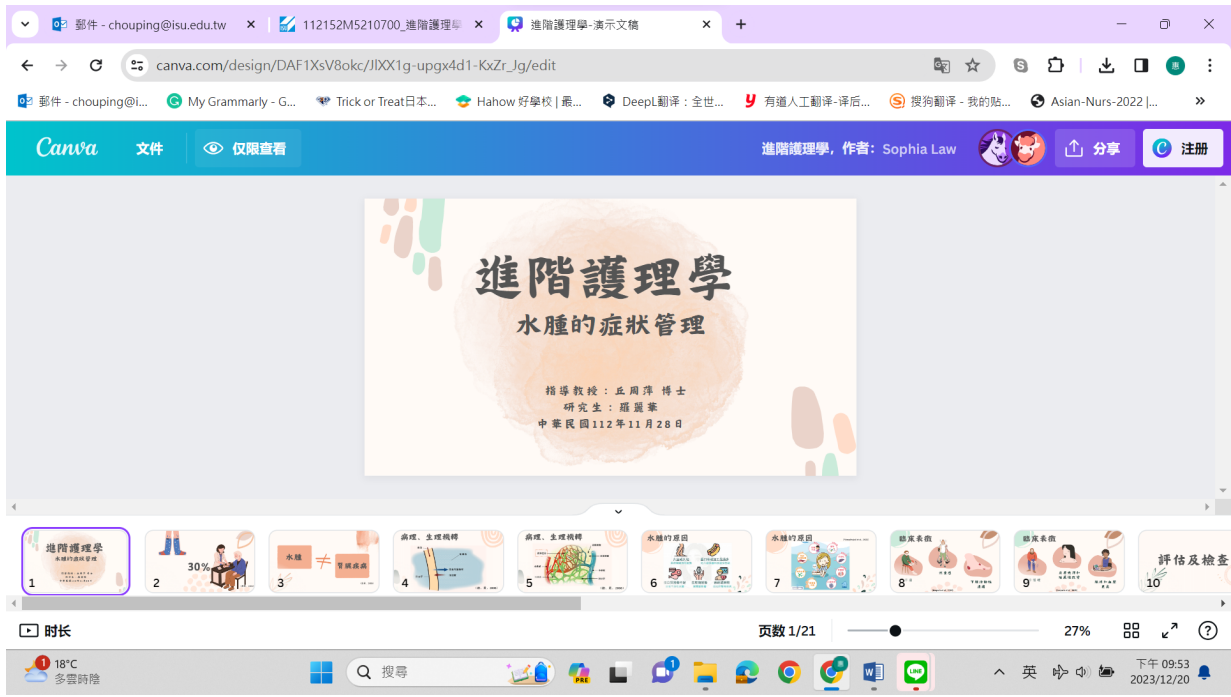 郵件 - chouping@isu.edu.tw
112152M5210700_進階護理學
進階護理學-演示文稿
canva.com/design/DAF1XsV8okc/JlXX1g-upgx4d1-KxZr_Jg/edit
惠
郵件 - chouping@i...
My Grammarly - G...
Trick or Treat日本...
Hahow 好學校 | 最...
DeepL翻译：全世...
有道人工翻译-译后...
搜狗翻译 - 我的贴...
Asian-Nurs-2022 |...
Canva
文件
仅限查看
進階護理學，作者：Sophia Law
分享
注册
進階護理學
水腫的症狀管理
指導教授：丘周萍 博士
研究生：羅麗華
中華民國112年11月28日
進階護理學
水腫的症狀管理
1
30%
2
水腫 ≠ 腎臟疾病
3
病理、生理機轉
4
病理、生理機轉
5
水腫的原因
6
水腫的原因
7
臨床表徵
8
臨床表徵
9
評估及檢查
10
时长
页数 1/21
27%
1
18°C
多雲時陰
搜尋
PRE
1
LINE
英
下午 09:53
2023/12/20